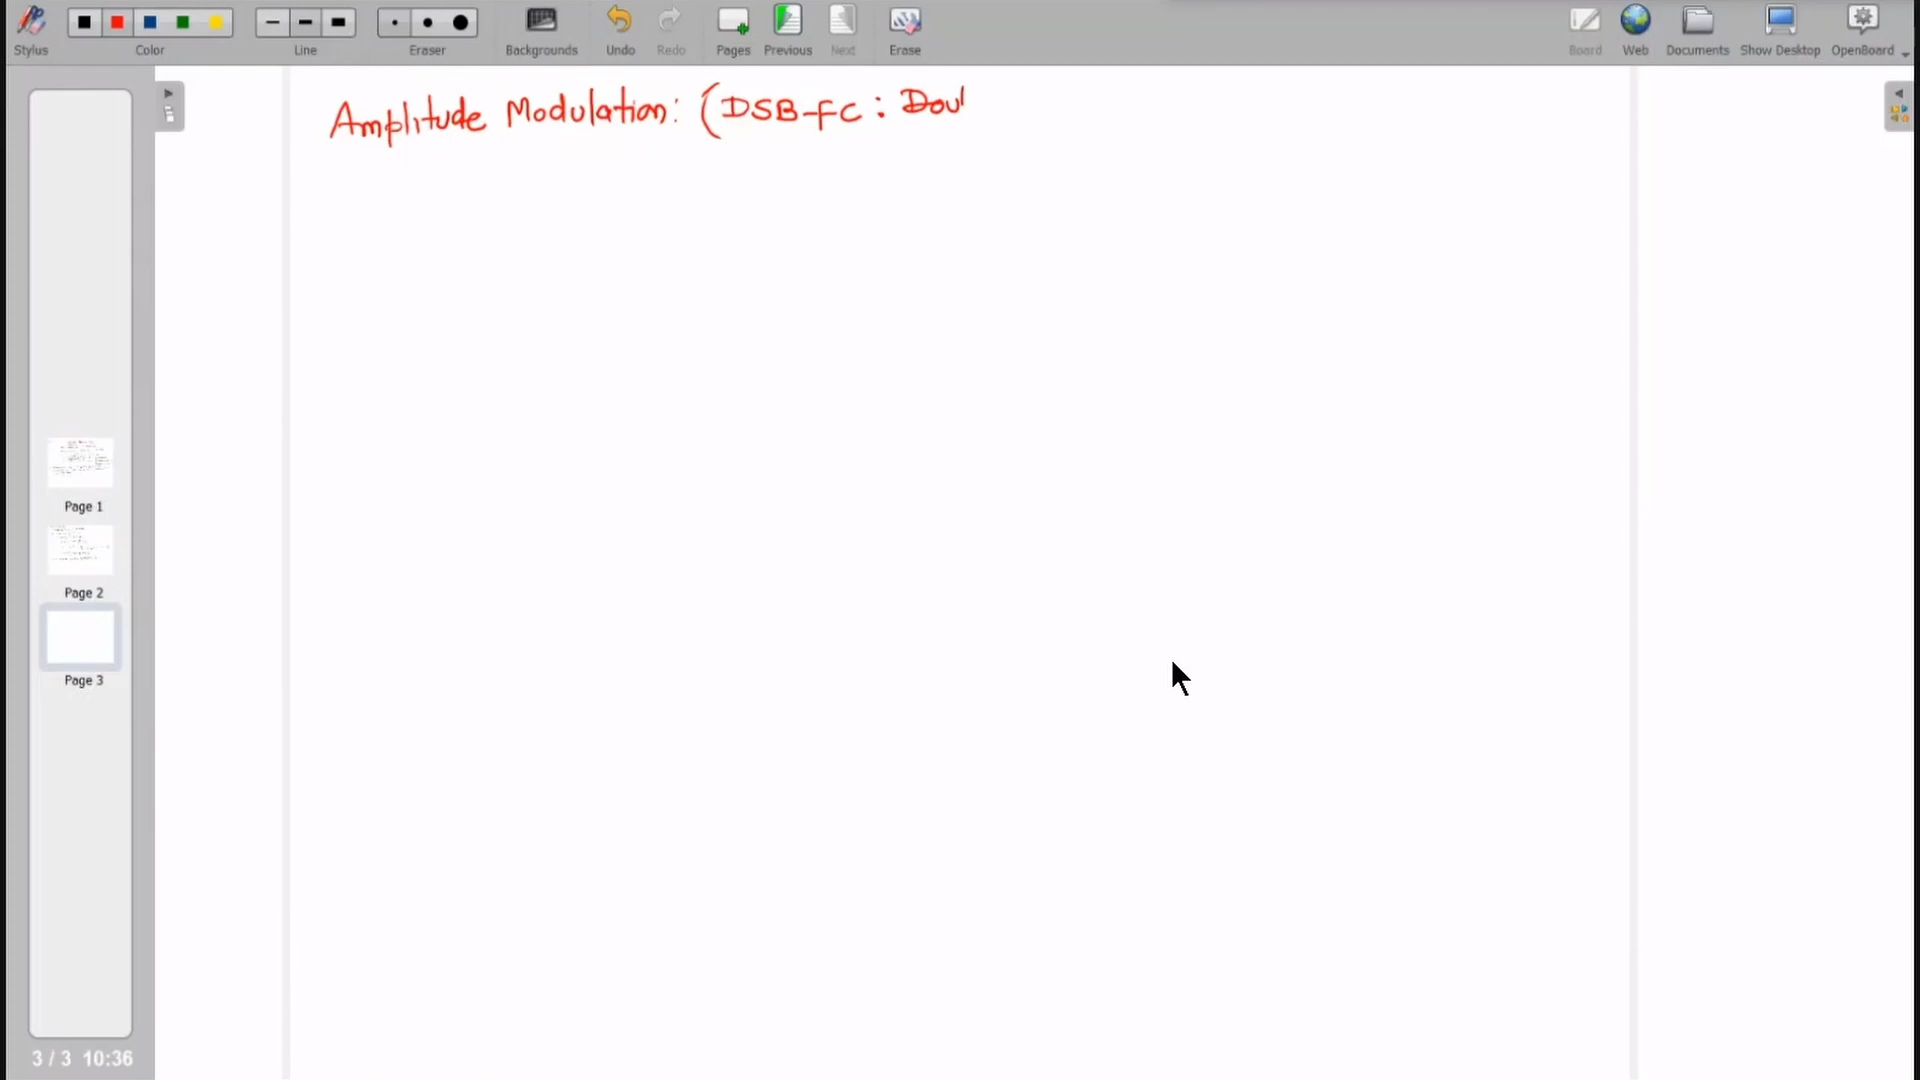 Stylus Color Line Eraser Backgrounds Undo Redo Pages Previous Next Erase Board Web Documents Show Desktop OpenBoard
Amplitude Modulation: (DSB-FC : Doul
Page 1
Page 2
Page 3
3 / 3 10:36